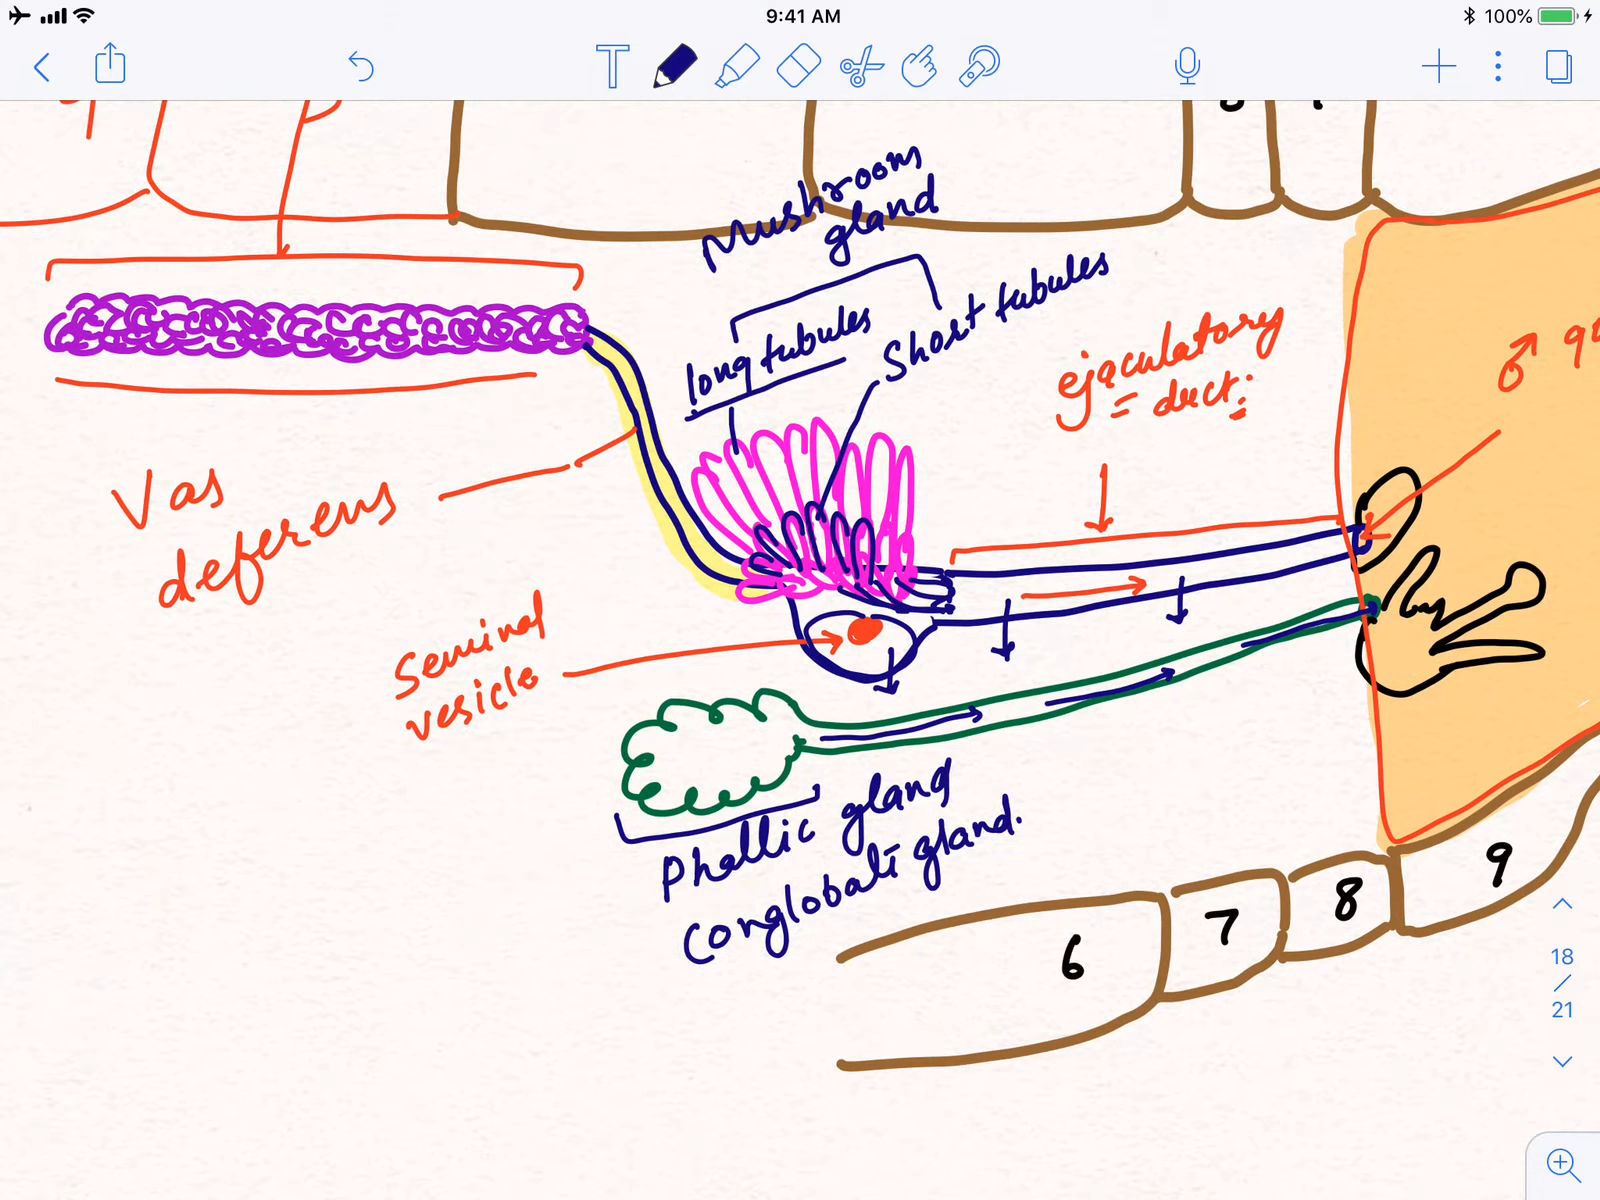 9:41 AM
100%
T
Mushroom
gland
long tubules
Short tubules
ejaculatory
duct
Vas
deferens
Seminal
vesicle
Phallic gland
Conglobate gland.
6
7
8
9
18
/
21